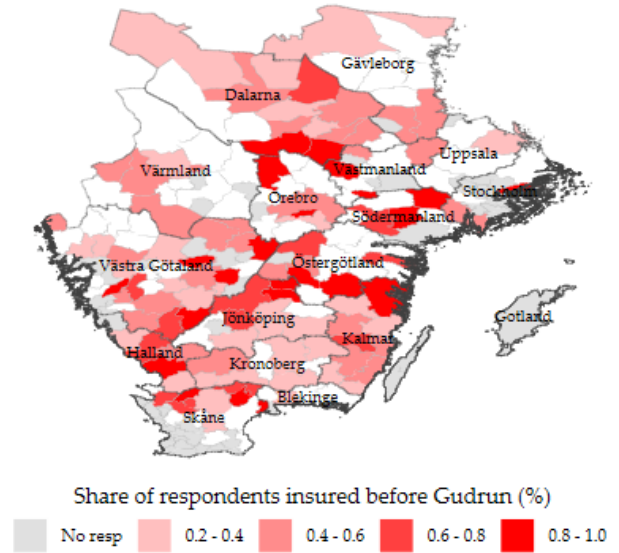 Gävleborg
Dalarna
Uppsala
Värmland
Västmanland
Örebro
Stockholm
Södermanland
Västra Götaland
Östergötland
Gotland
Jönköping
Kalmar
Halland
Kronoberg
Blekinge
Skåne
Share of respondents insured before Gudrun (%)
No resp 0.2 - 0.4 0.4 - 0.6 0.6 - 0.8 0.8 - 1.0